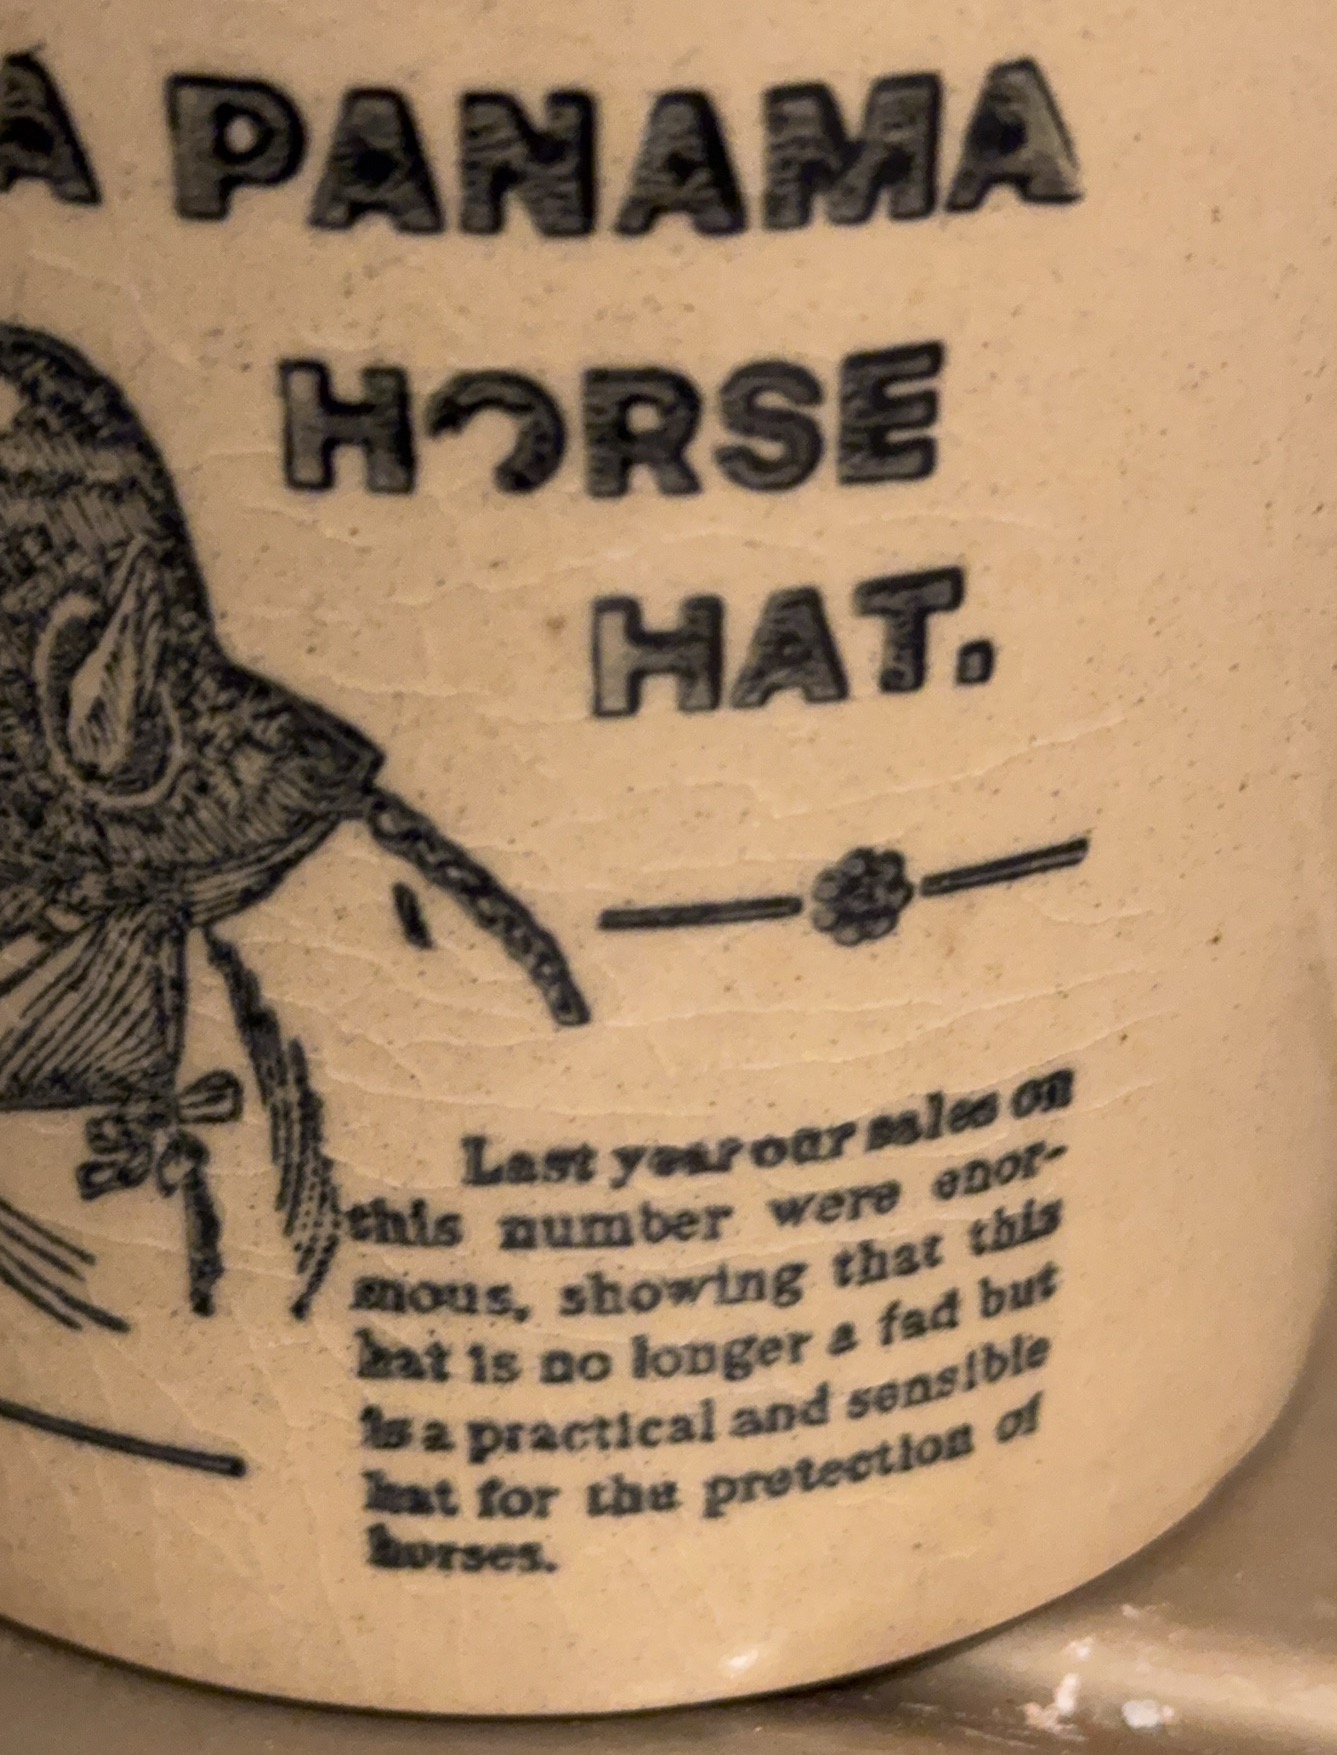 A PANAMA
HORSE
HAT.
Last year our sales on
this number were enor-
mous, showing that this
hat is no longer a fad but
is a practical and sensible
hat for the pretection of
horses.